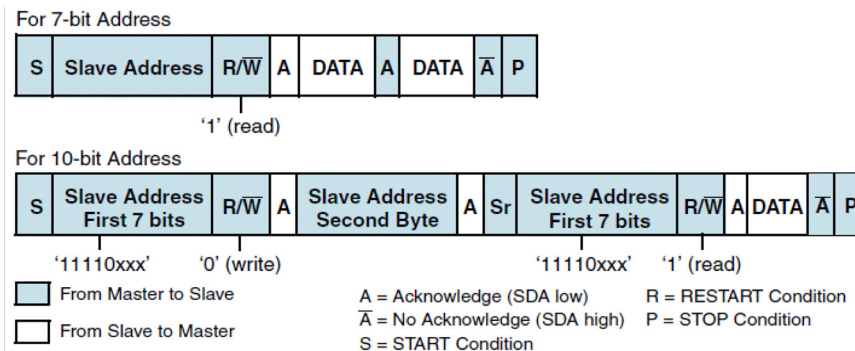 For 7-bit Address
S Slave Address R/W̅ A DATA A DATA A̅ P
‘1’ (read)
For 10-bit Address
S Slave Address First 7 bits R/W̅ A Slave Address Second Byte A Sr Slave Address First 7 bits R/W̅ A DATA A̅ P
‘11110xxx’ ‘0’ (write) ‘11110xxx’ ‘1’ (read)
From Master to Slave
From Slave to Master
A = Acknowledge (SDA low)
A̅ = No Acknowledge (SDA high)
S = START Condition
R = RESTART Condition
P = STOP Condition